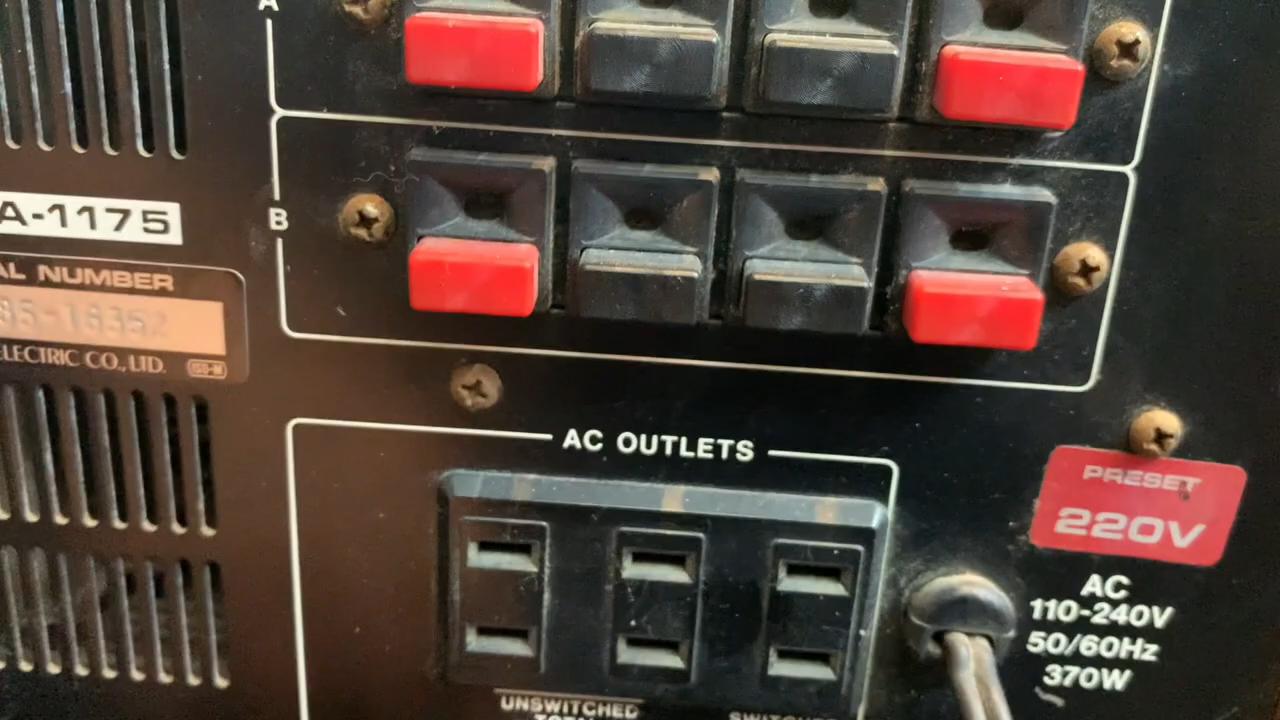 A
B
A-1175
AL NUMBER
ELECTRIC CO., LTD.
AC OUTLETS
PRESET
220V
AC
110-240V
50/60Hz
370W
UNSWITCHED